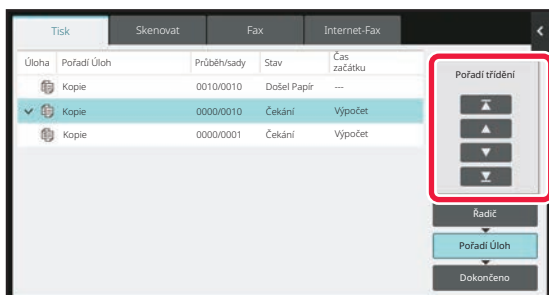 Tisk Skenovat Fax Internet-Fax
Úloha Pořadí Úloh Průběh/sady Stav Čas začátku
Kopie 0010/0010 Došel Papír ---
Kopie 0000/0010 Čekání Výpočet
Kopie 0000/0001 Čekání Výpočet
Pořadí třídění
Řadič
Pořadí Úloh
Dokončeno